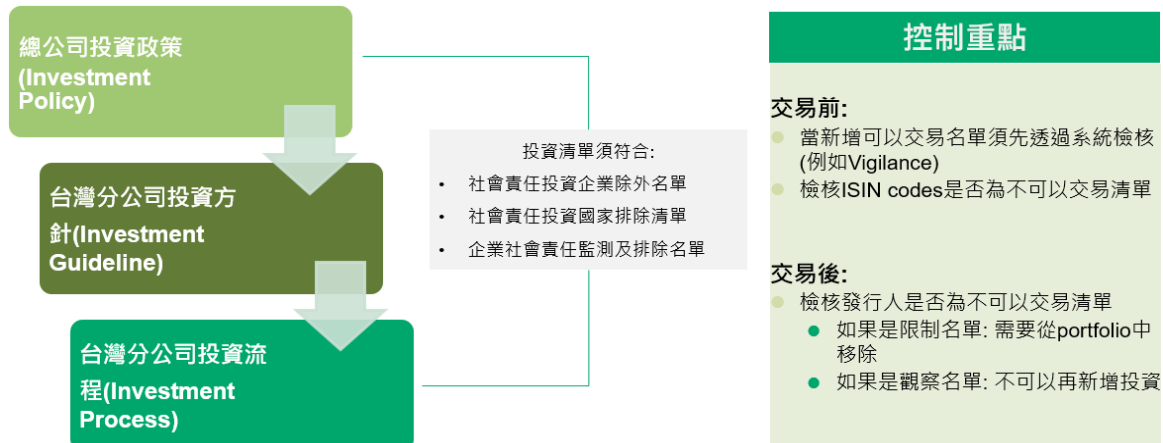 總公司投資政策
(Investment
Policy)
台灣分公司投資方
針(Investment
Guideline)
台灣分公司投資流
程(Investment
Process)
投資清單須符合:
• 社會責任投資企業除外名單
• 社會責任投資國家排除清單
• 企業社會責任監測及排除名單
控制重點
交易前:
當新增可以交易名單須先透過系統檢核
(例如Vigilance)
檢核ISIN codes是否為不可以交易清單
交易後:
檢核發行人是否為不可以交易清單
如果是限制名單: 需要從portfolio中
移除
如果是觀察名單: 不可以再新增投資